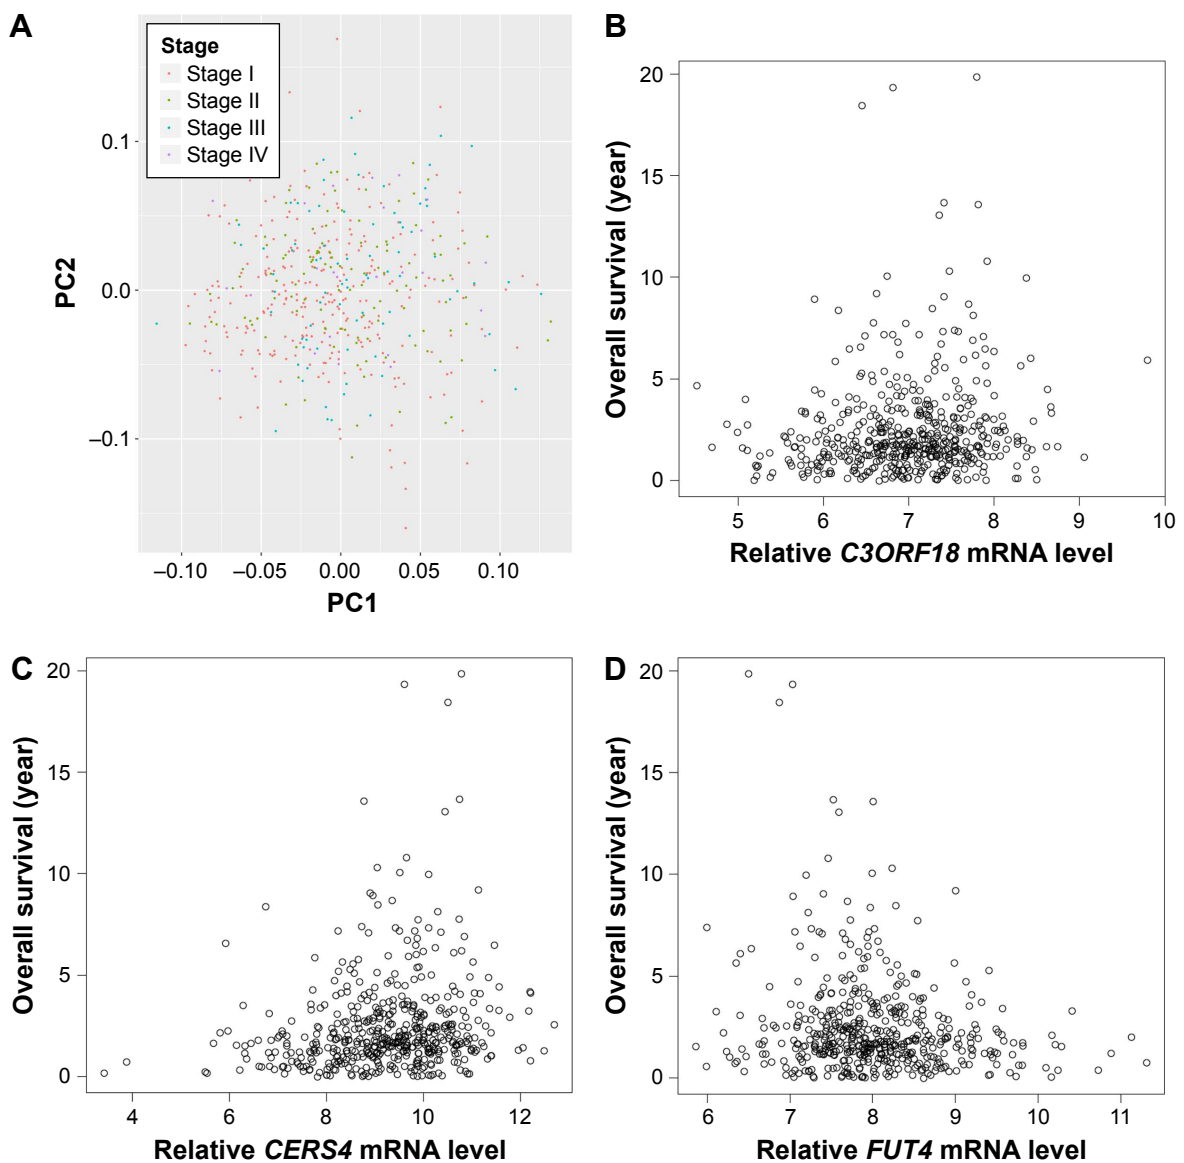 A
Stage
Stage I
Stage II
Stage III
Stage IV
PC2
0.1
0.0
–0.1
–0.10 –0.05 0.00 0.05 0.10
PC1
B
Overall survival (year)
20
15
10
5
0
5 6 7 8 9 10
Relative C3ORF18 mRNA level
C
Overall survival (year)
20
15
10
5
0
4 6 8 10 12
Relative CERS4 mRNA level
D
Overall survival (year)
20
15
10
5
0
6 7 8 9 10 11
Relative FUT4 mRNA level